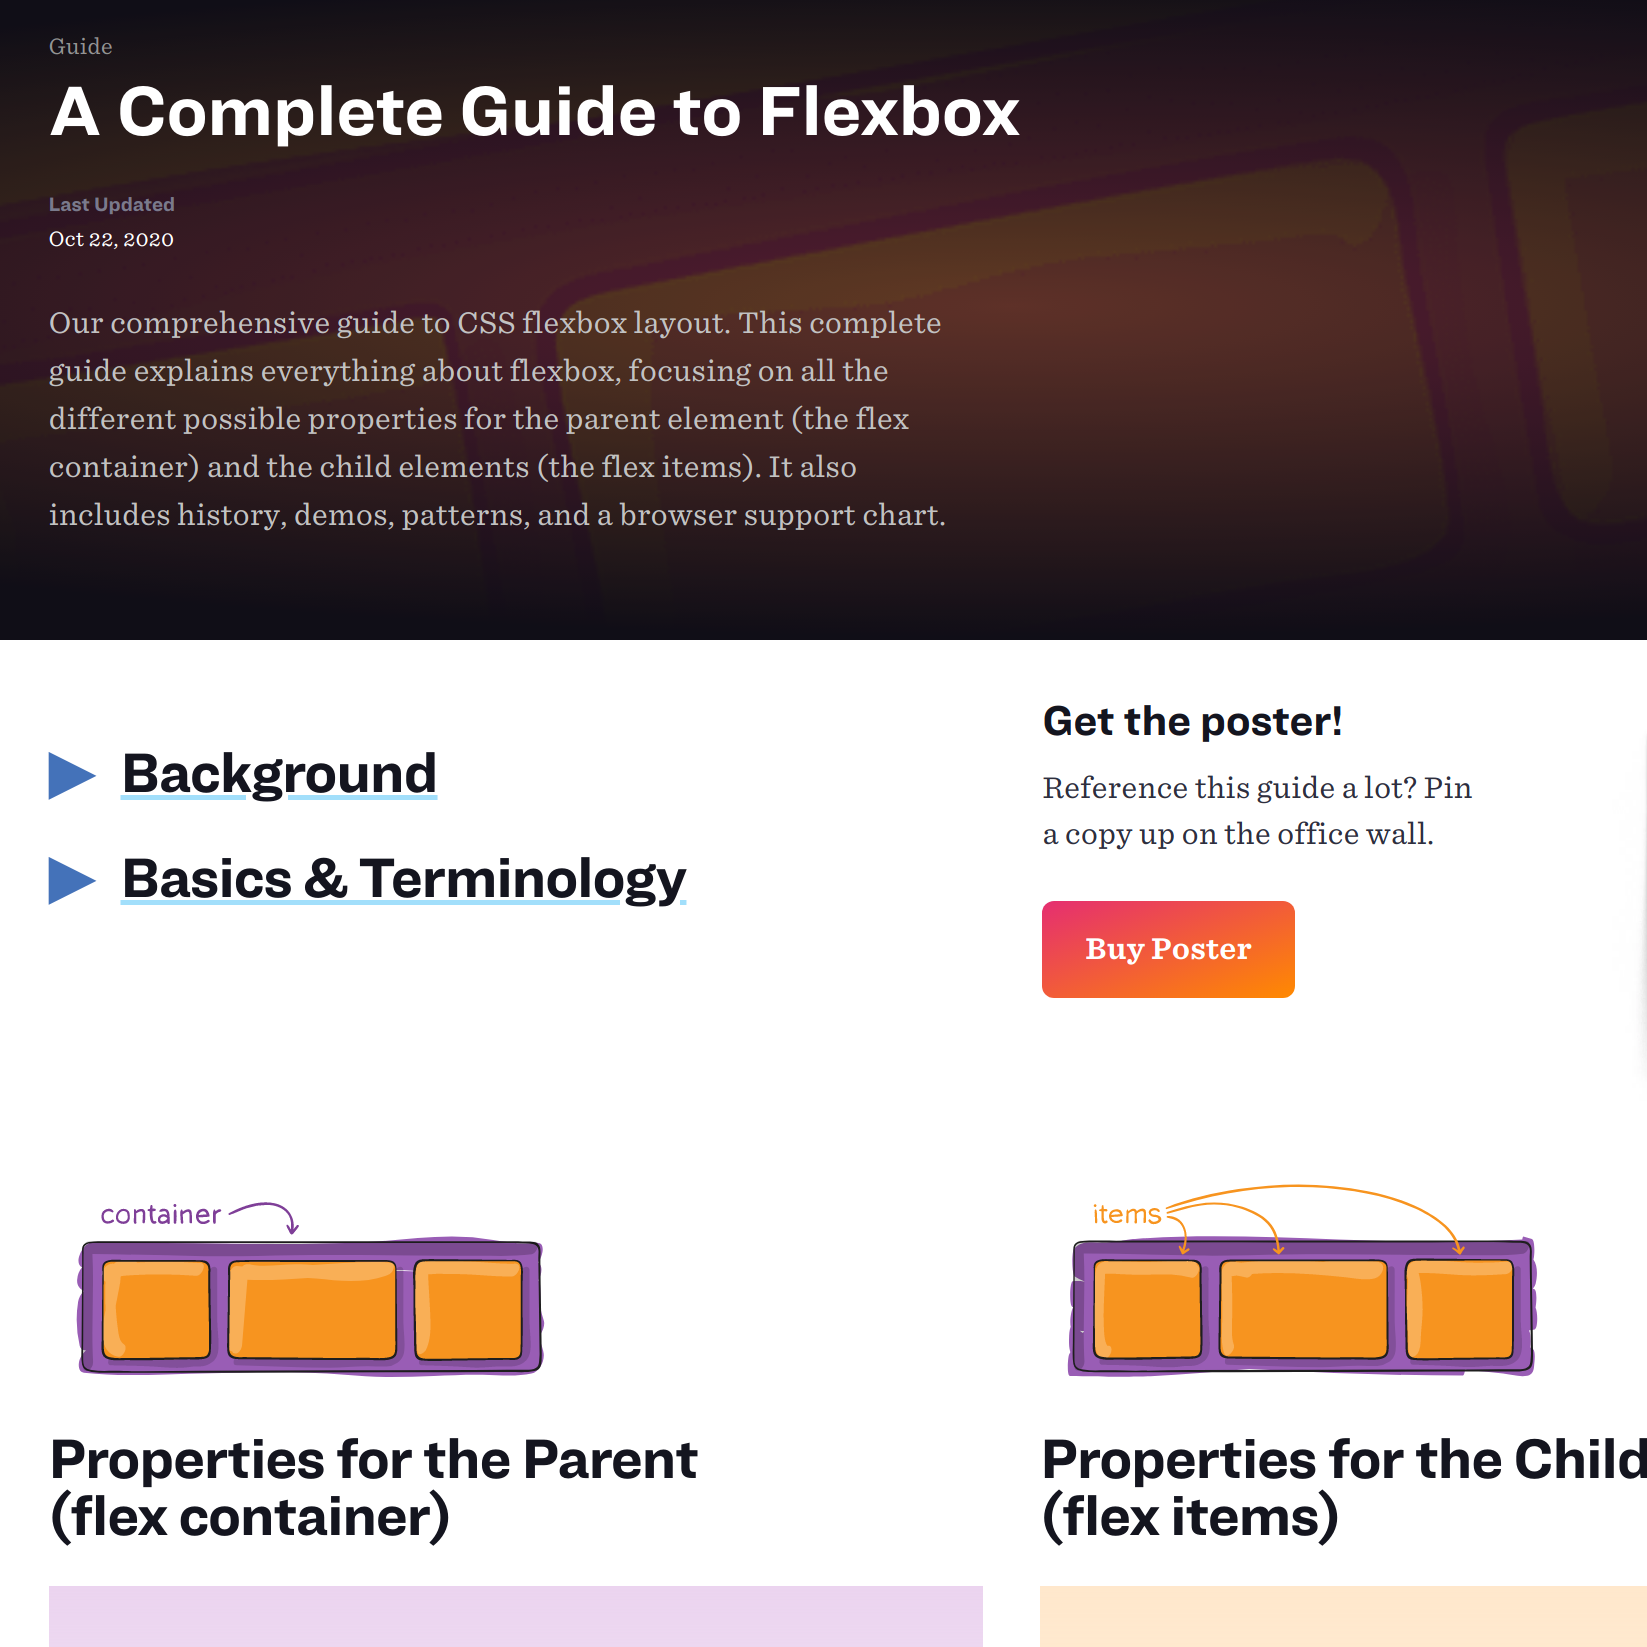 Guide
A Complete Guide to Flexbox
Last Updated
Oct 22, 2020
Our comprehensive guide to CSS flexbox layout. This complete
guide explains everything about flexbox, focusing on all the
different possible properties for the parent element (the flex
container) and the child elements (the flex items). It also
includes history, demos, patterns, and a browser support chart.
Background
Basics & Terminology
Get the poster!
Reference this guide a lot? Pin
a copy up on the office wall.
Buy Poster
container
Properties for the Parent
(flex container)
items
Properties for the Child
(flex items)